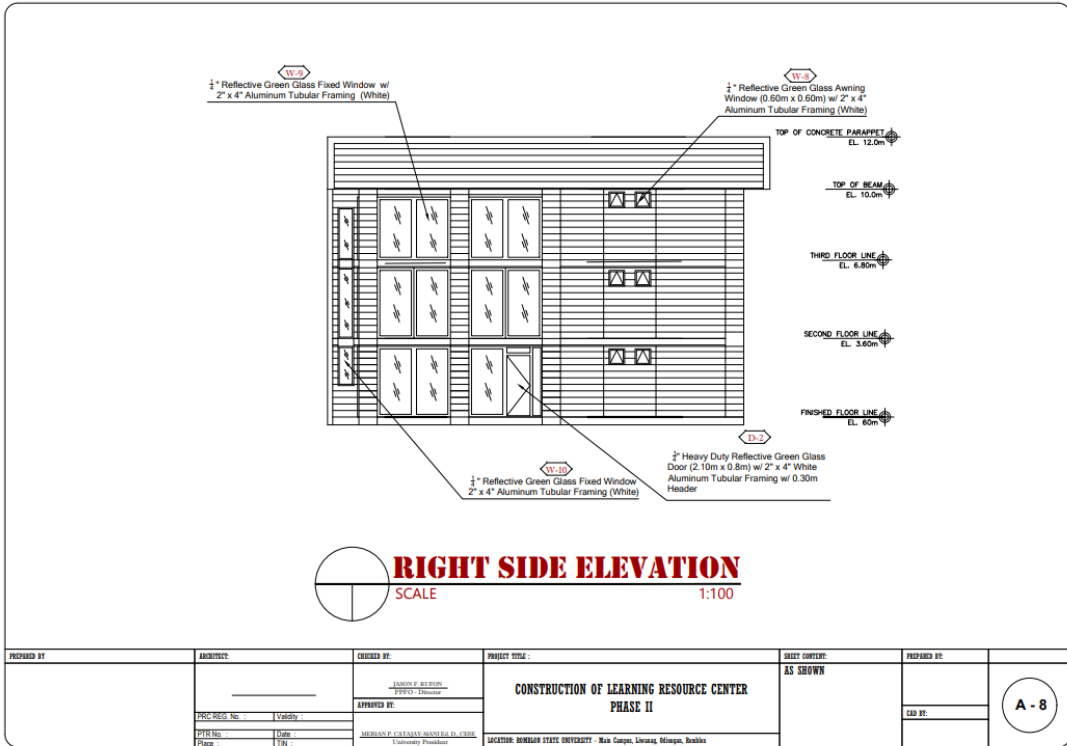 W-9
1/4" Reflective Green Glass Fixed Window w/
2" x 4" Aluminum Tubular Framing (White)
W-8
1/4" Reflective Green Glass Awning
Window (0.60m x 0.60m) w/ 2" x 4"
Aluminum Tubular Framing (White)
TOP OF CONCRETE PARAPPET
EL. 12.0m
TOP OF BEAM
EL. 10.0m
THIRD FLOOR LINE
EL. 6.80m
SECOND FLOOR LINE
EL. 3.60m
FINISHED FLOOR LINE
EL. 60m
D-2
Heavy Duty Reflective Green Glass
Door (2.10m x 0.8m) w/ 2" x 4" White
Aluminum Tubular Framing w/ 0.30m
Header
W-10
1/4" Reflective Green Glass Fixed Window
2" x 4" Aluminum Tubular Framing (White)
RIGHT SIDE ELEVATION
SCALE 1:100
PREPARED BY
ARCHITECT:
PRC REG. No. : Validity :
PTR No. : Date :
Place : TIN :
CHECKED BY:
JASON F. RUFON
PPFO - Director
APPROVED BY:
MERIAN P. CATAJAY-MANI Ed. D., CESE
University President
PROJECT TITLE :
CONSTRUCTION OF LEARNING RESOURCE CENTER
PHASE II
LOCATION: ROMBLON STATE UNIVERSITY - Main Campus, Liwanag, Odiongan, Romblon
SHEET CONTENT:
AS SHOWN
PREPARED BY:
CAD BY:
A - 8